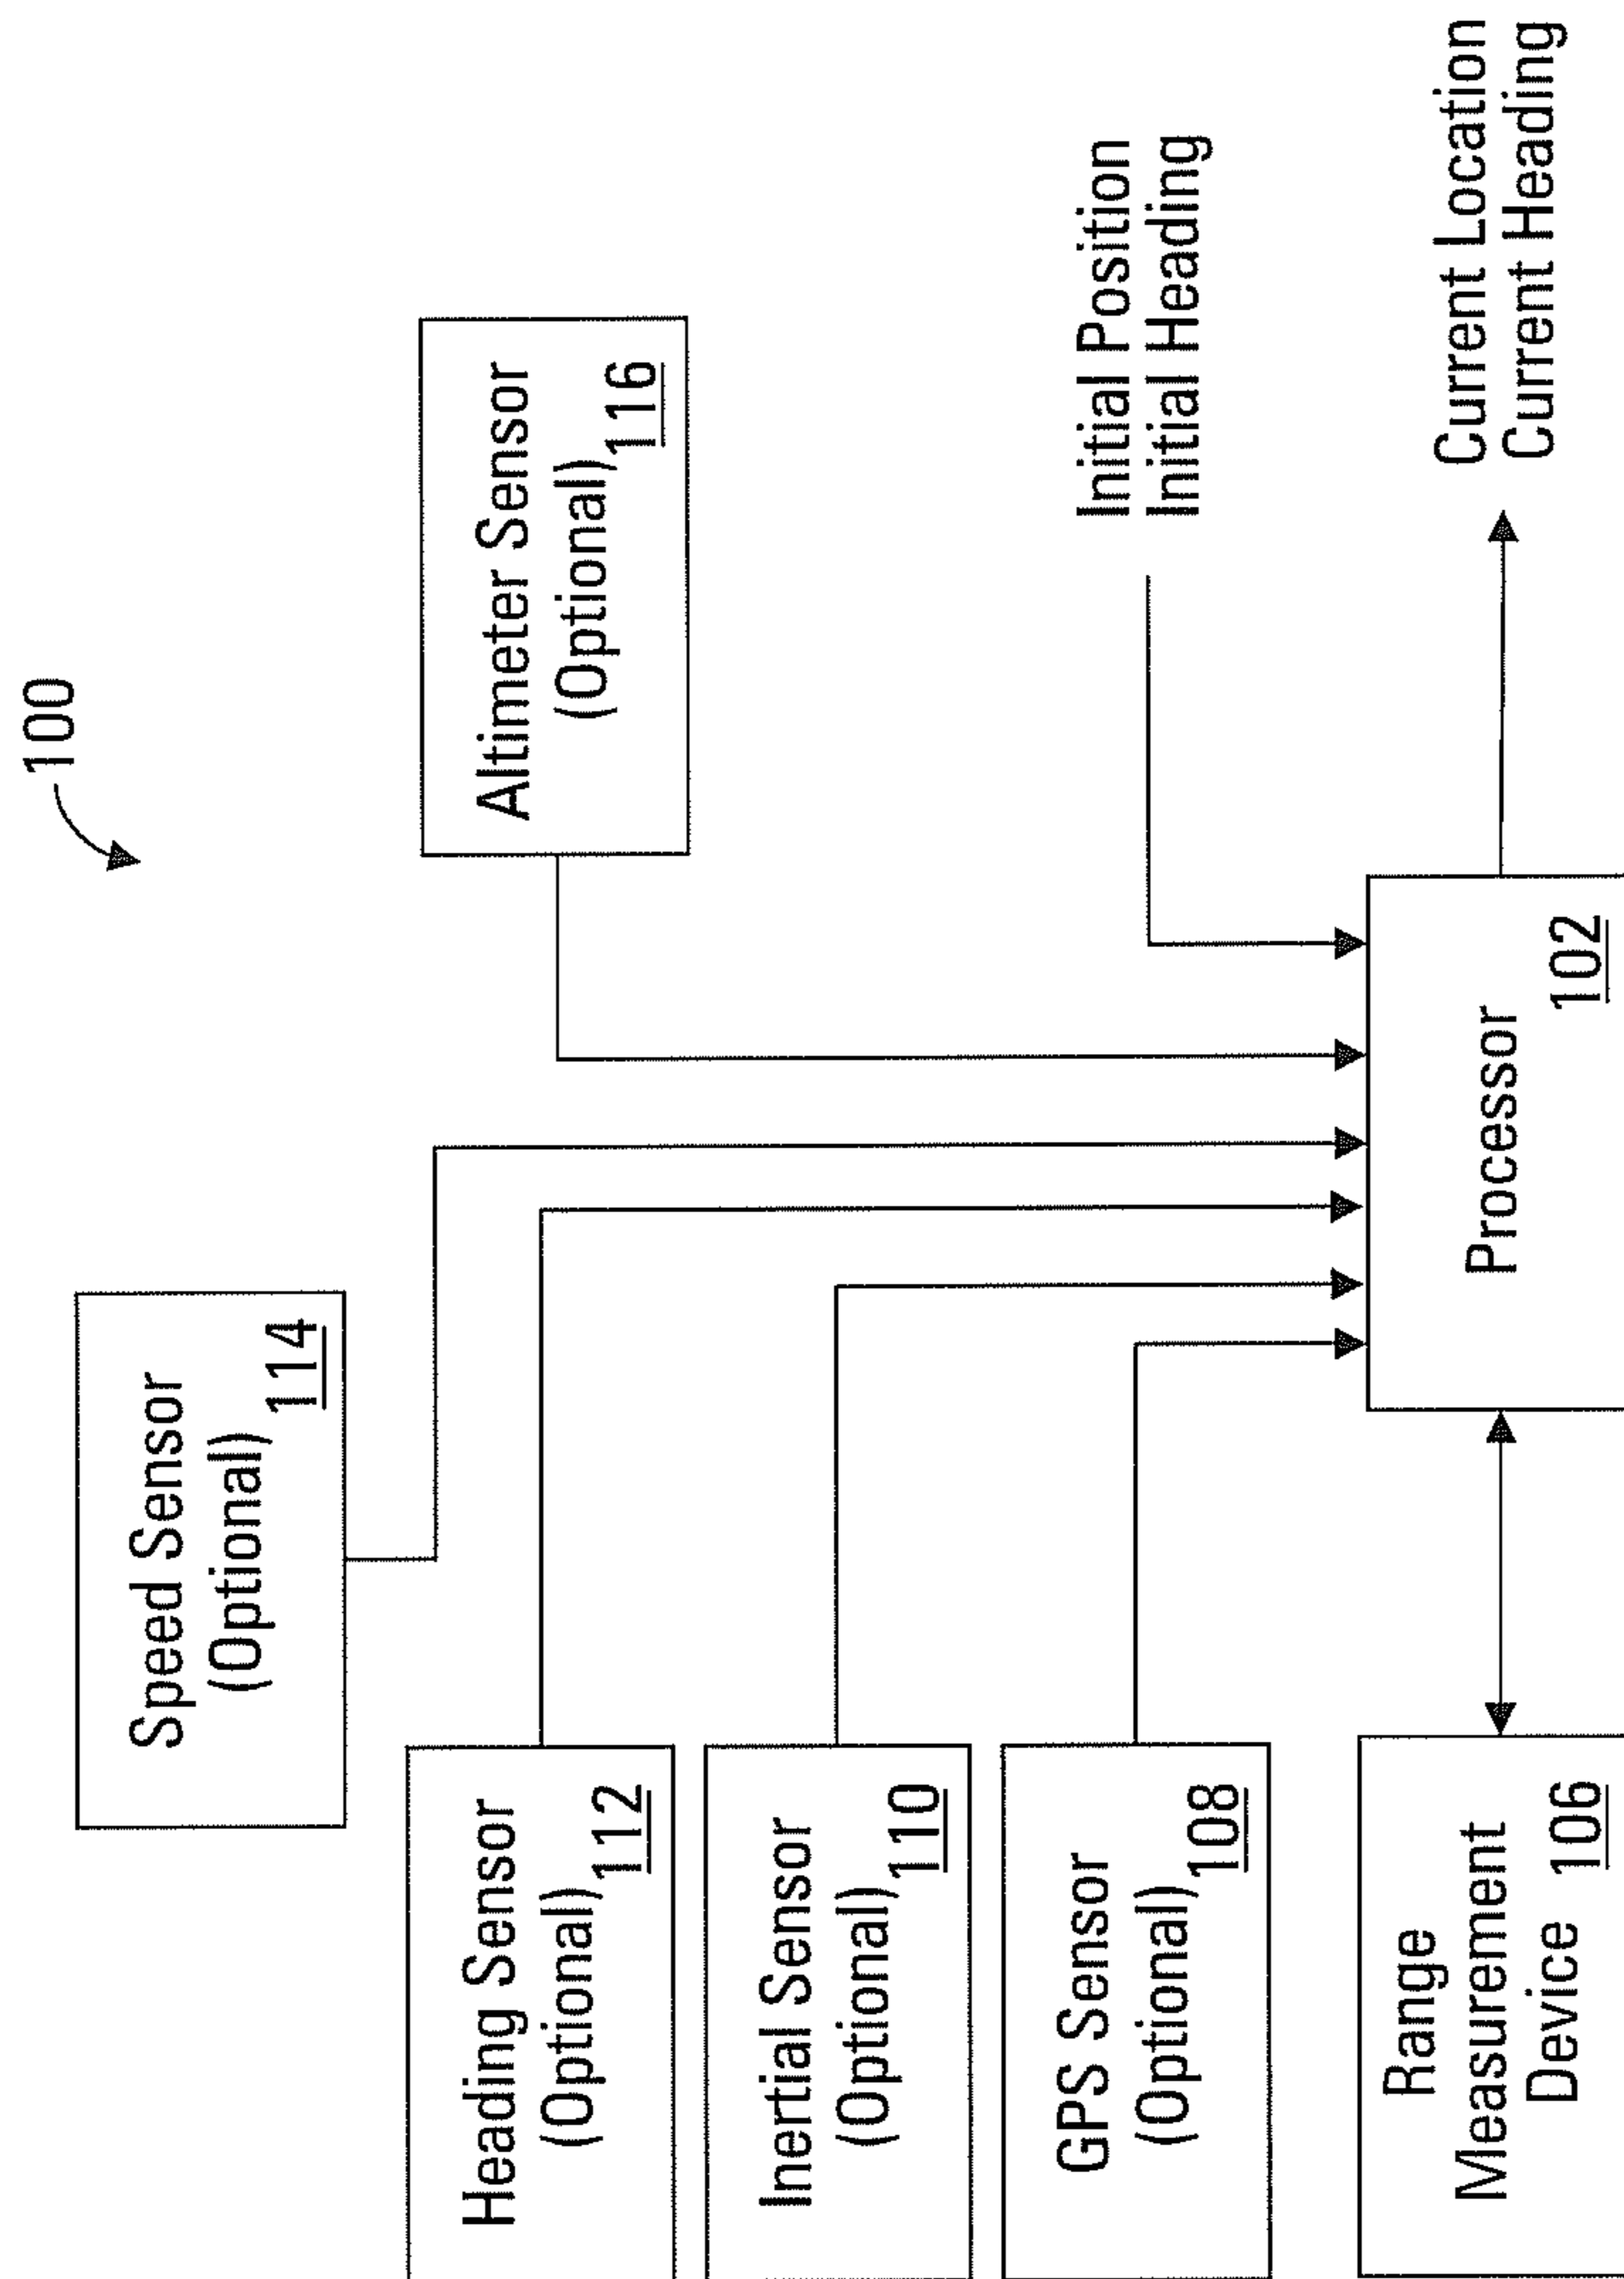 100
Speed Sensor
(Optional)
114
Heading Sensor
(Optional)
112
Altimeter Sensor
(Optional)
116
Inertial Sensor
(Optional)
110
GPS Sensor
(Optional)
108
Initial Position
Initial Heading
Range
Measurement
Device 106
Processor
102
Current Location
Current Heading